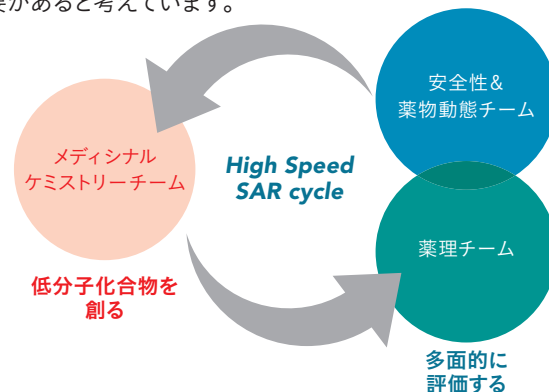 があると考えています。
安全性&
薬物動態チーム
メディシナル
ケミストリーチーム
High Speed
SAR cycle
薬理チーム
低分子化合物を
創る
多面的に
評価する